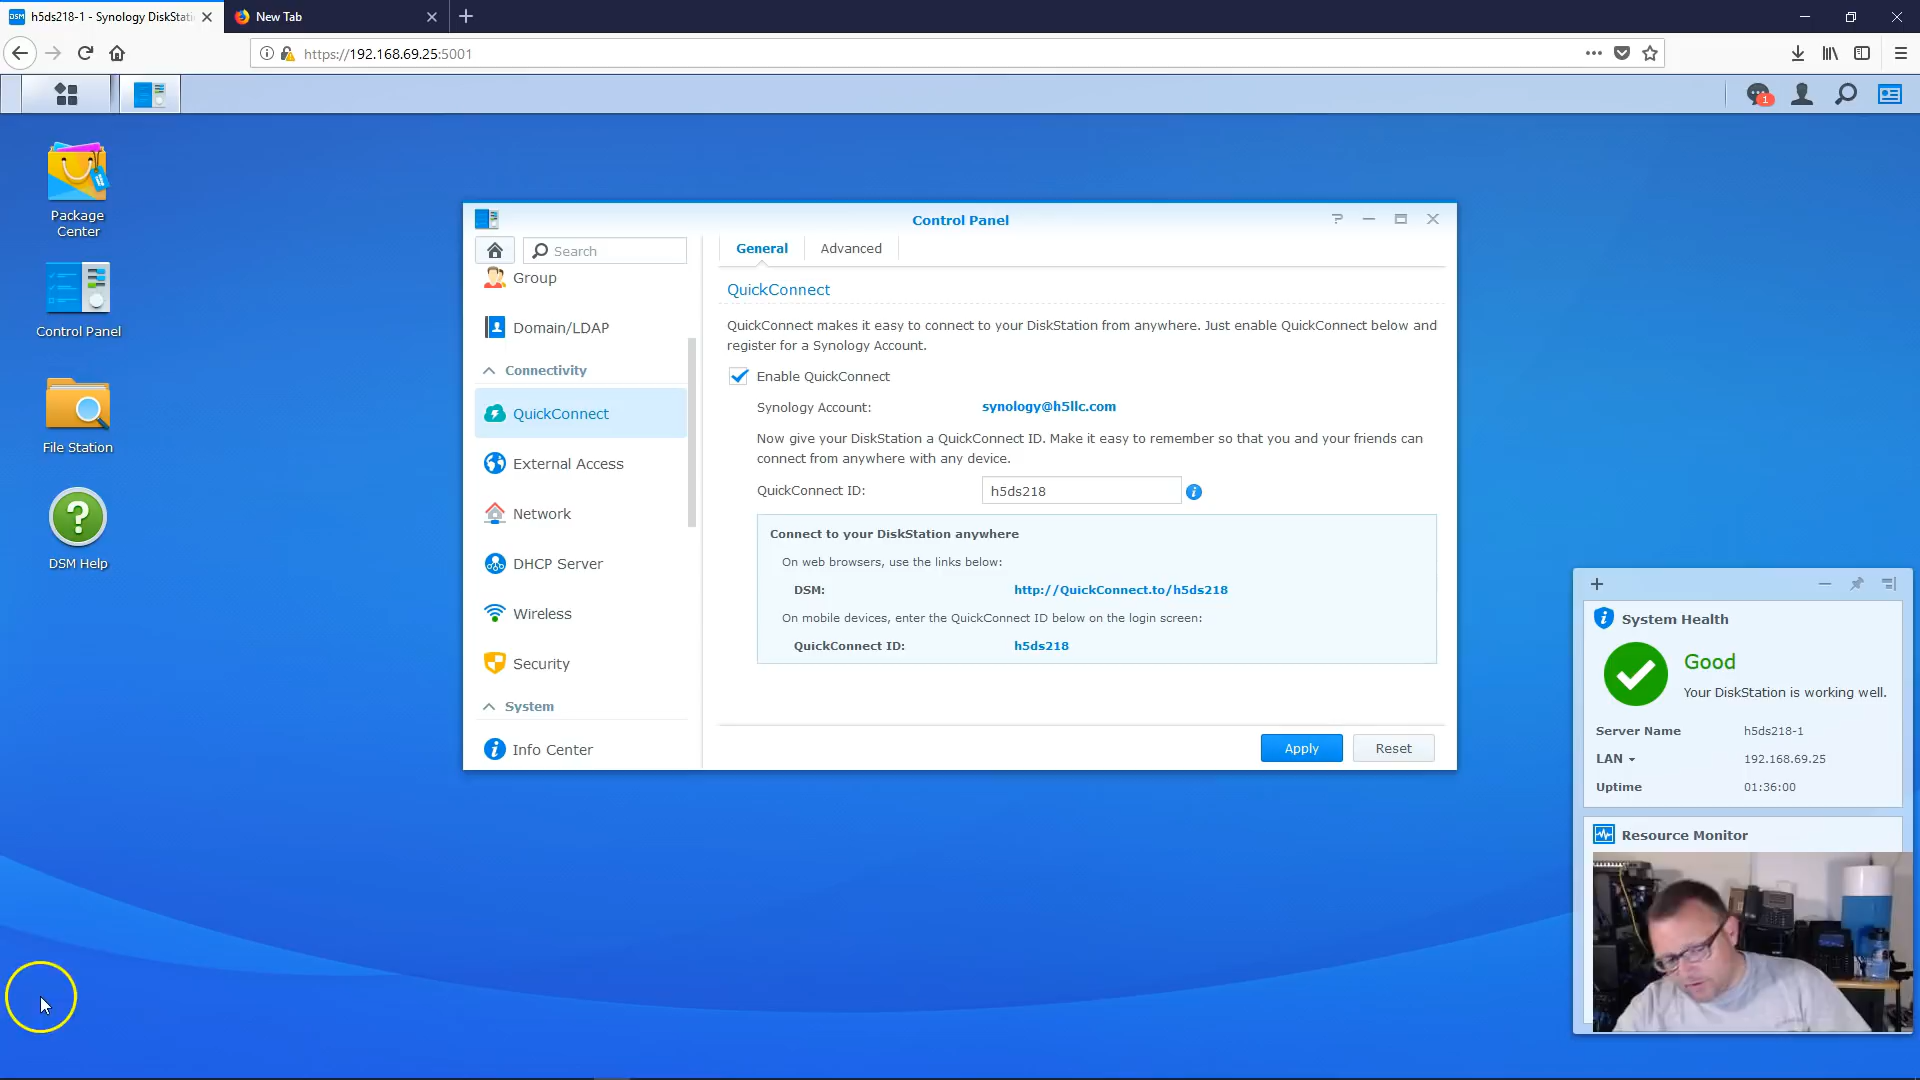 h5ds218-1 - Synology DiskStati
New Tab
https://192.168.69.25:5001
1
Package
Center
Control Panel
File Station
DSM Help
Control Panel
Search
General
Advanced
Group
Domain/LDAP
Connectivity
QuickConnect
External Access
Network
DHCP Server
Wireless
Security
System
Info Center
QuickConnect
QuickConnect makes it easy to connect to your DiskStation from anywhere. Just enable QuickConnect below and
register for a Synology Account.
Enable QuickConnect
Synology Account: synology@h5llc.com
Now give your DiskStation a QuickConnect ID. Make it easy to remember so that you and your friends can
connect from anywhere with any device.
QuickConnect ID: h5ds218
Connect to your DiskStation anywhere
On web browsers, use the links below:
DSM: http://QuickConnect.to/h5ds218
On mobile devices, enter the QuickConnect ID below on the login screen:
QuickConnect ID: h5ds218
Apply
Reset
System Health
Good
Your DiskStation is working well.
Server Name h5ds218-1
LAN 192.168.69.25
Uptime 01:36:00
Resource Monitor